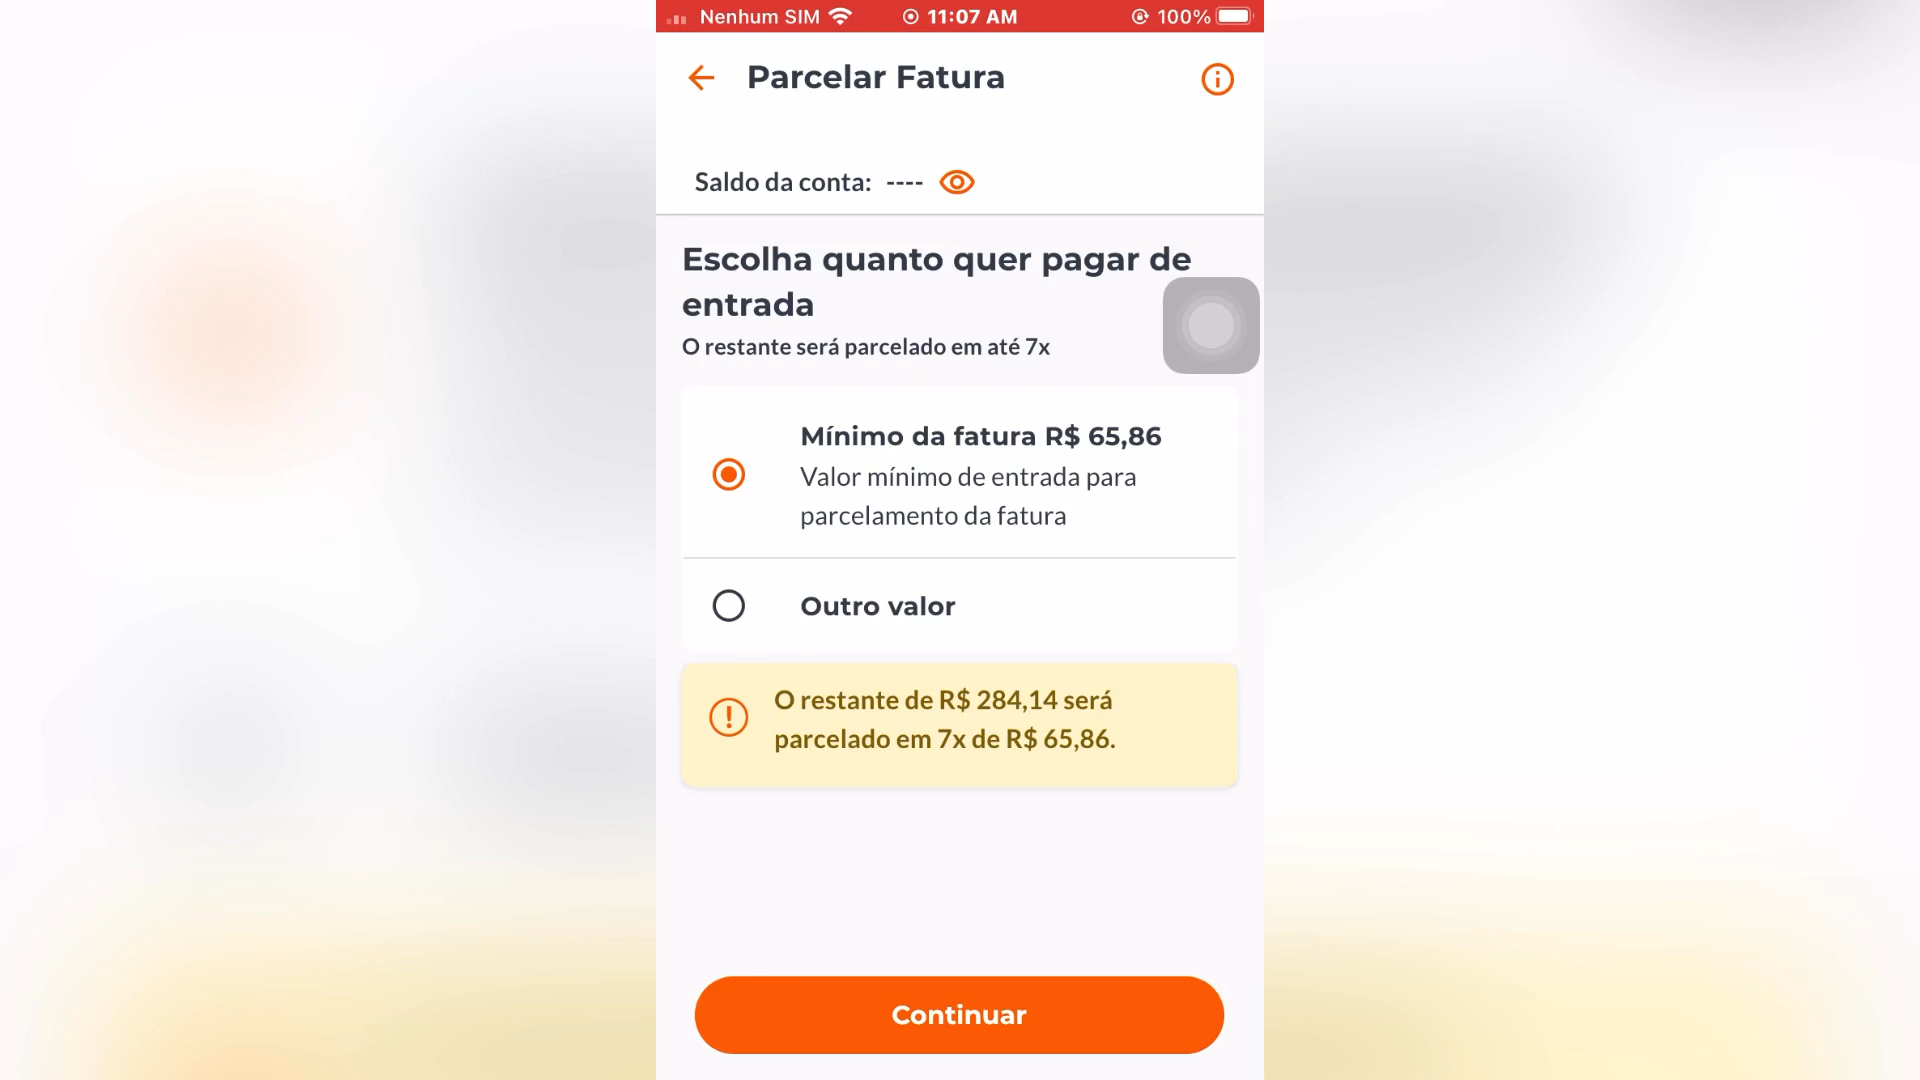 Nenhum SIM 11:07 AM 100%
Parcelar Fatura
Saldo da conta: ----
Escolha quanto quer pagar de
entrada
O restante será parcelado em até 7x
Mínimo da fatura R$ 65,86
Valor mínimo de entrada para
parcelamento da fatura
Outro valor
O restante de R$ 284,14 será
parcelado em 7x de R$ 65,86.
Continuar